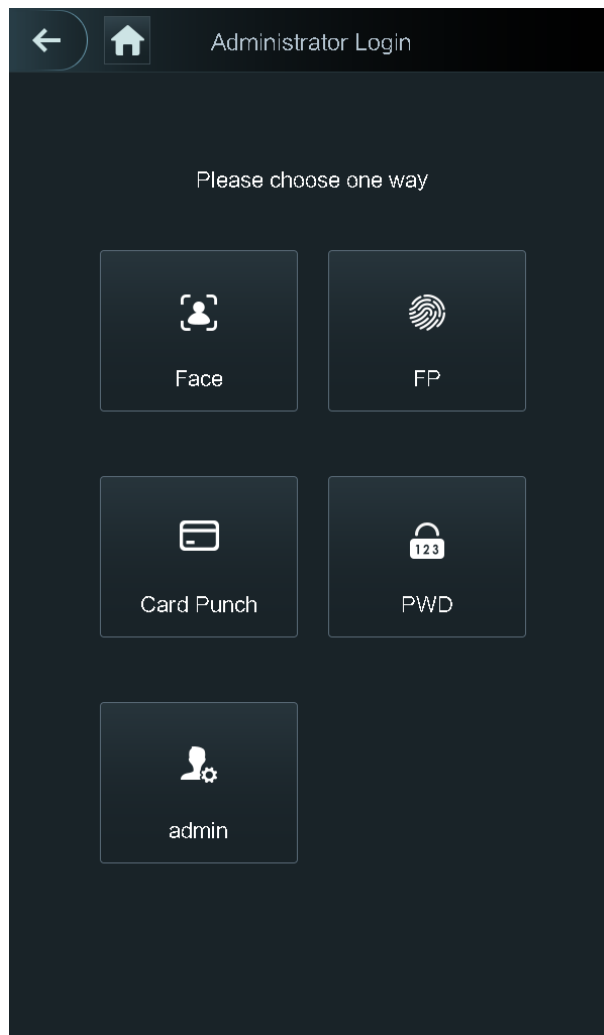 Administrator Login
Please choose one way
Face
FP
Card Punch
123
PWD
admin